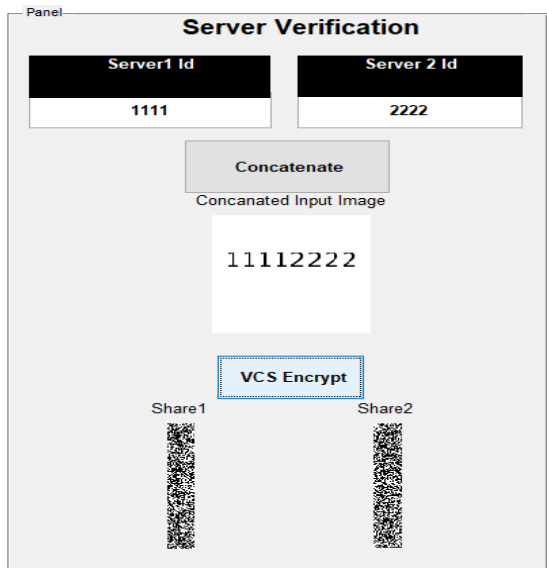 Panel
Server Verification
Server1 Id
Server 2 Id
1111
2222
Concatenate
Concanated Input Image
11112222
VCS Encrypt
Share1
Share2